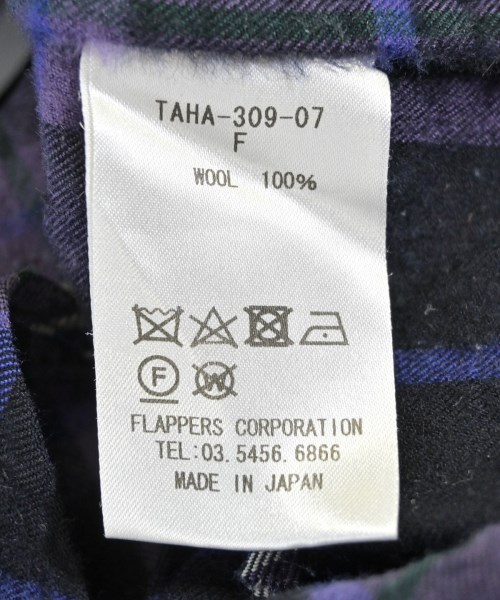 TAHA-309-07
F
WOOL 100%
F W
FLAPPERS CORPORATION
TEL:03.5456.6866
MADE IN JAPAN